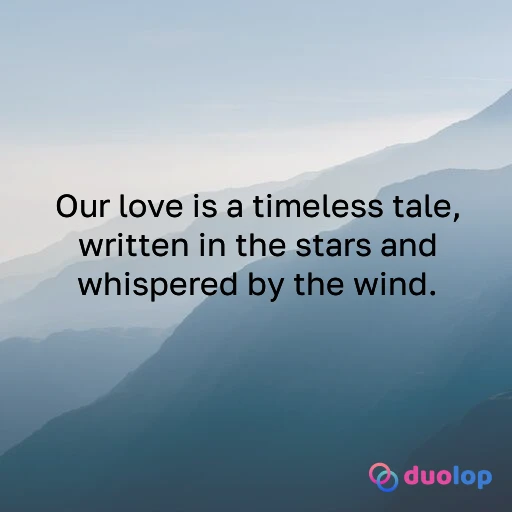 Our love is a timeless tale,
written in the stars and
whispered by the wind.
duolop